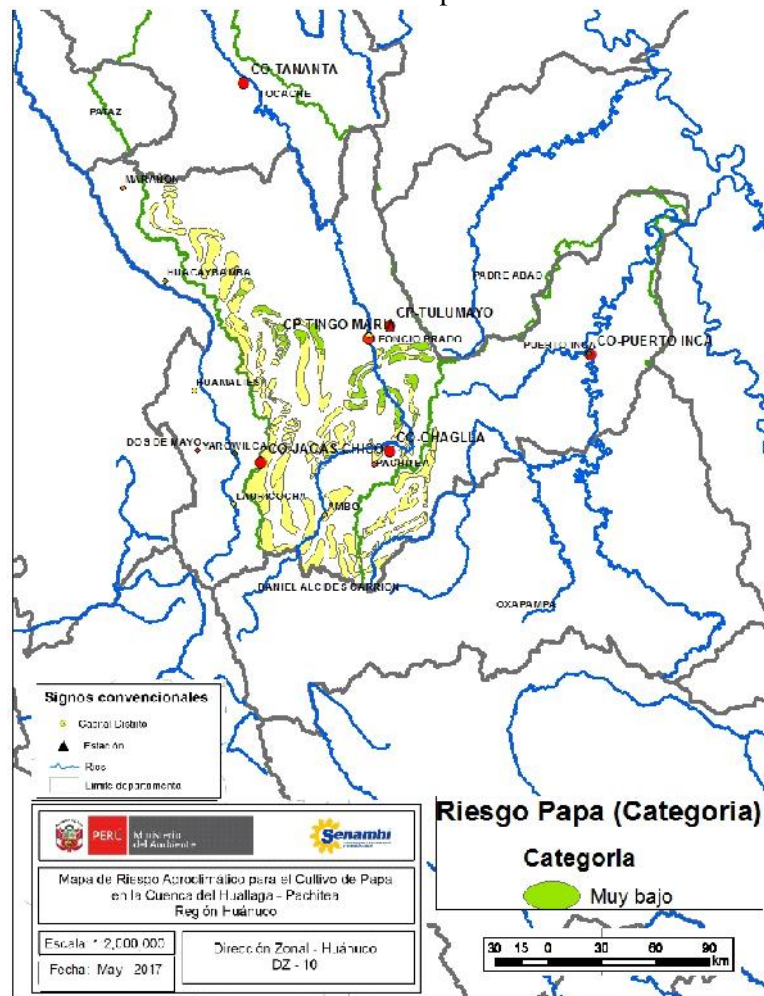 CO-TANANTA
TOCACHE
PATAZ
MARAÑON
HUACAYBAMBA
PADRE ABAD
CP-TULUMAYO
CP TINGO MARIA
PUERTO INCA
CO-PUERTO INCA
HUAMALIES
DOS DE MAYO
YAROWILCA
CO-JACAS CHICO
CO-CHAGLLA
PACHITEA
LAURICOCHA
AMBO
DANIEL ALCIDES CARRION
OXAPAMPA
Signos convencionales
Capital Distrito
Estación
Rios
Limite departamento
Riesgo Papa (Categoria)
Categoria
Muy bajo
PERÚ
Ministerio
del Ambiente
Senamhi
Mapa de Riesgo Agroclimático para el Cultivo de Papa
en la Cuenca del Huallaga - Pachitea
Región Huánuco
Escala: 1:2,000,000
Fecha: May - 2017
Dirección Zonal - Huánuco
DZ - 10
30 15 0 30 60 90
km